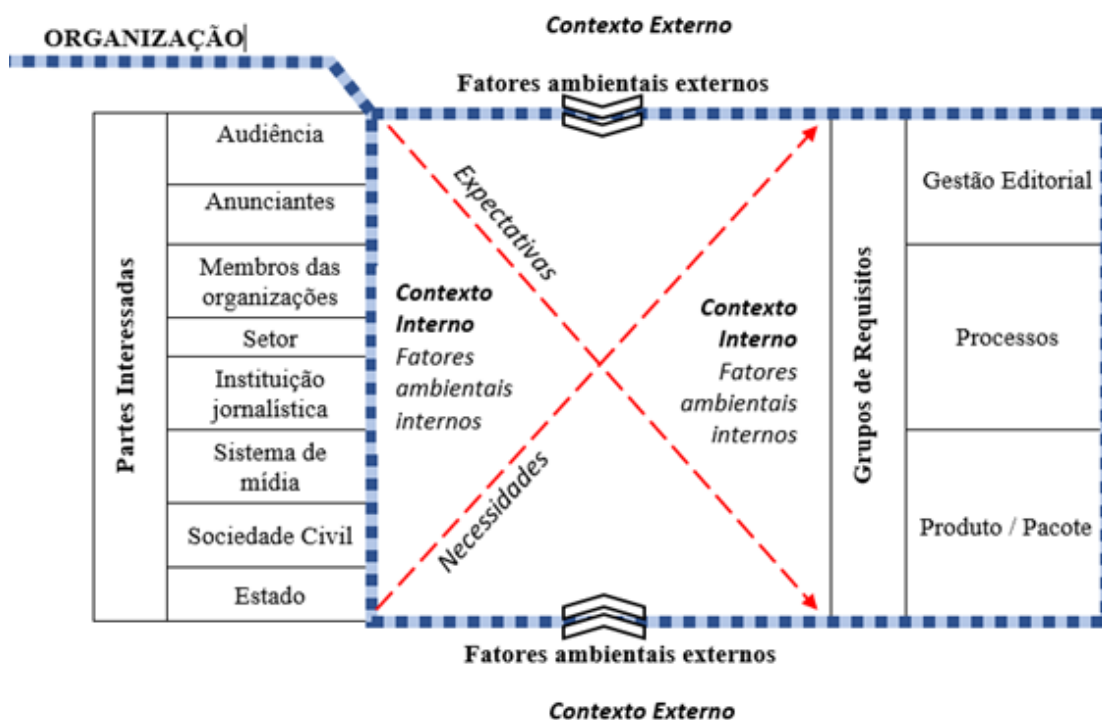 Contexto Externo
ORGANIZAÇÃO
Fatores ambientais externos
Partes Interessadas
Audiência
Anunciantes
Membros das
organizações
Setor
Instituição
jornalística
Sistema de
mídia
Sociedade Civil
Estado
Expectativas
Necessidades
Contexto
Interno
Fatores
ambientais
internos
Contexto
Interno
Fatores
ambientais
internos
Grupos de Requisitos
Gestão Editorial
Processos
Produto / Pacote
Fatores ambientais externos
Contexto Externo